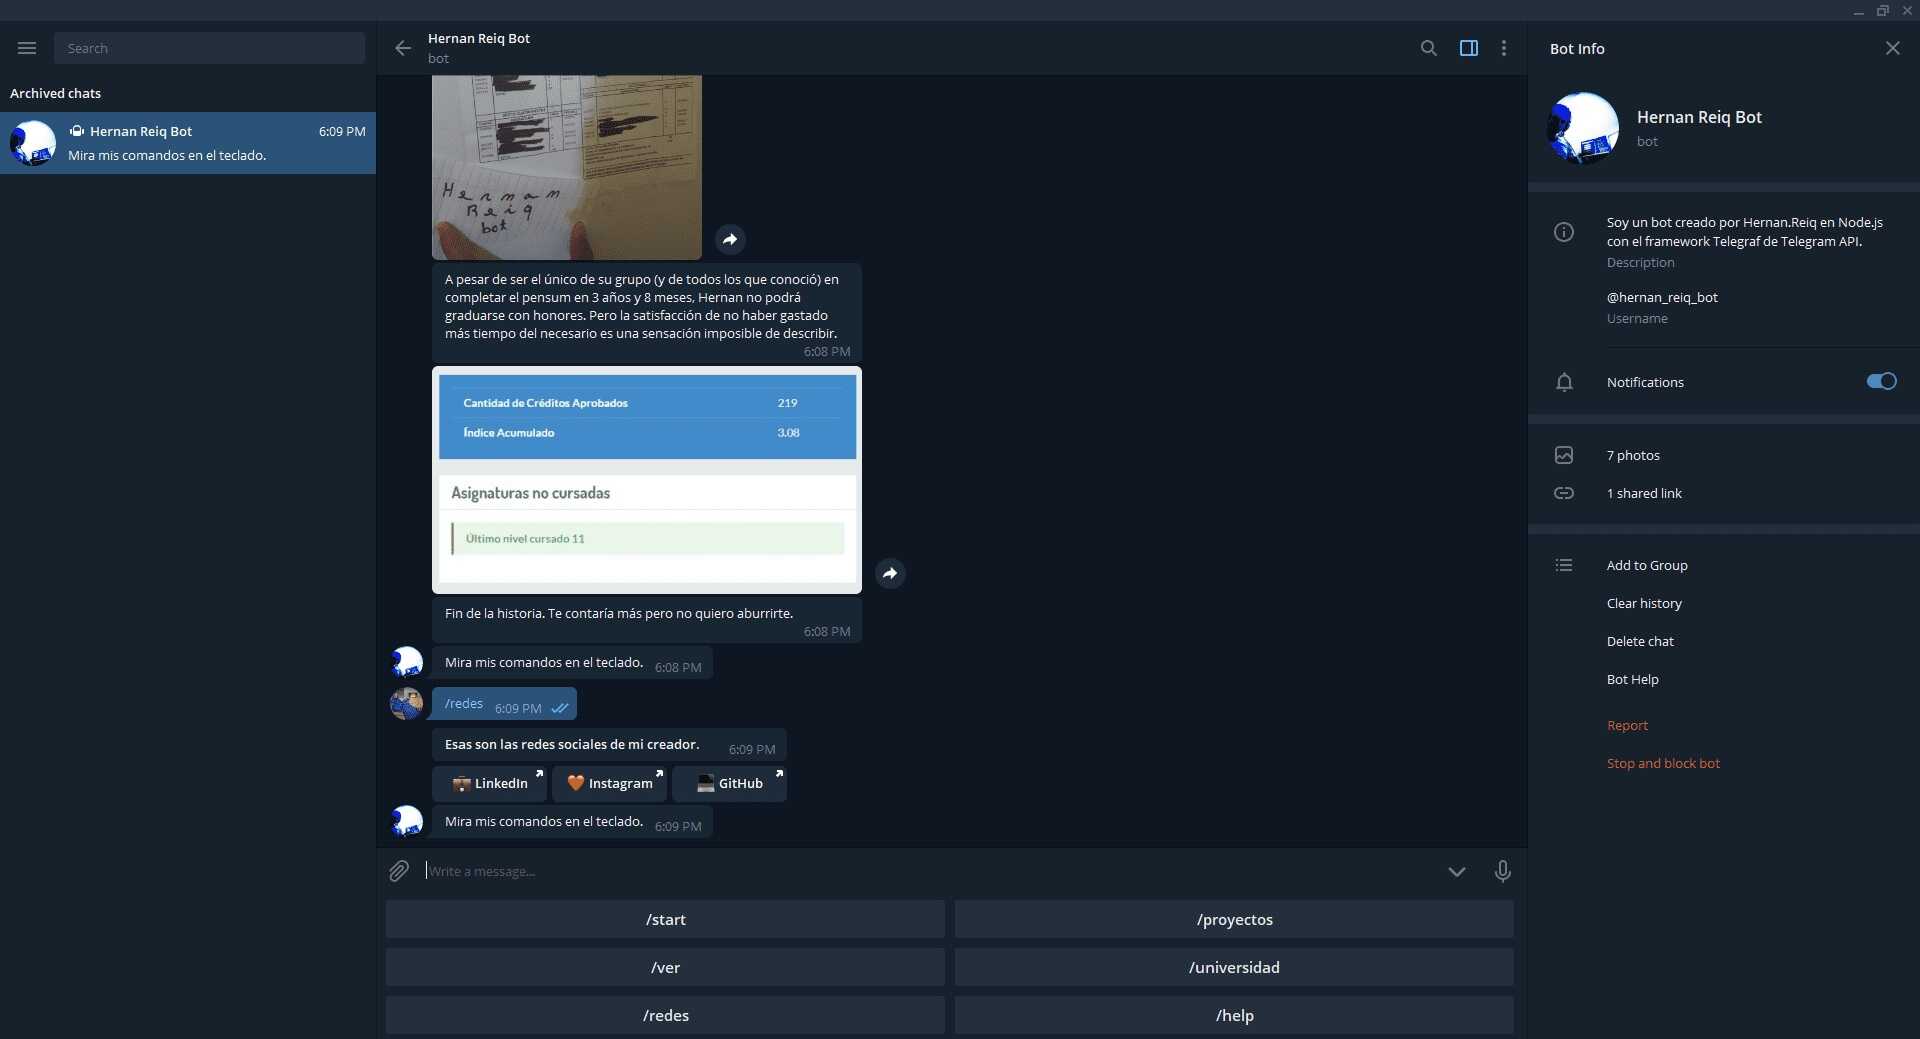 Search
Archived chats
Hernan Reiq Bot
6:09 PM
Mira mis comandos en el teclado.
Hernan Reiq Bot
bot
Hernan
Reiq
bot
A pesar de ser el único de su grupo (y de todos los que conoció) en
completar el pensum en 3 años y 8 meses, Hernan no podrá
graduarse con honores. Pero la satisfacción de no haber gastado
más tiempo del necesario es una sensación imposible de describir.
6:08 PM
Cantidad de Créditos Aprobados 219
Índice Acumulado 3.08
Asignaturas no cursadas
Último nivel cursado 11
Fin de la historia. Te contaría más pero no quiero aburrirte.
6:08 PM
Mira mis comandos en el teclado. 6:08 PM
/redes 6:09 PM
Esas son las redes sociales de mi creador. 6:09 PM
LinkedIn Instagram GitHub
Mira mis comandos en el teclado. 6:09 PM
Write a message...
/start /proyectos
/ver /universidad
/redes /help
Bot Info
Hernan Reiq Bot
bot
Soy un bot creado por Hernan.Reiq en Node.js
con el framework Telegraf de Telegram API.
Description
@hernan_reiq_bot
Username
Notifications
7 photos
1 shared link
Add to Group
Clear history
Delete chat
Bot Help
Report
Stop and block bot